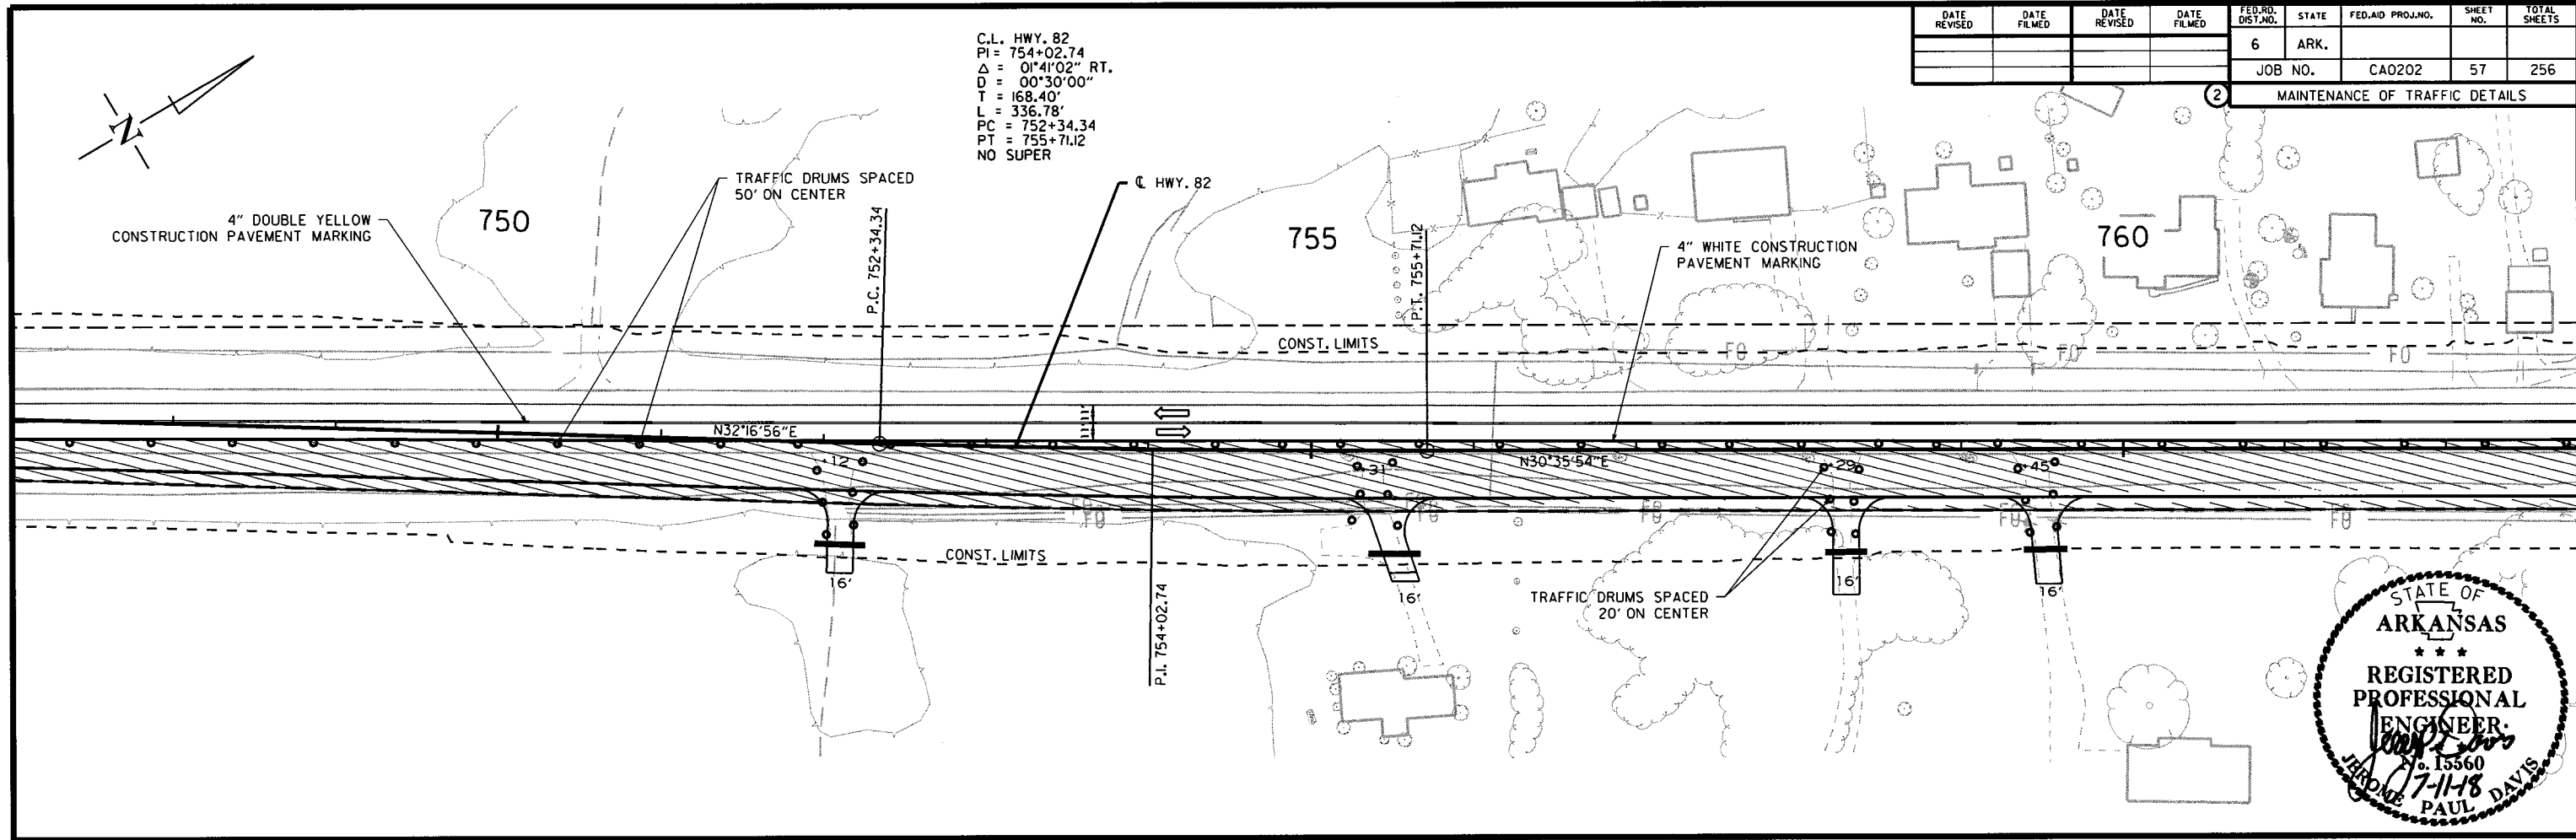 DATE REVISED
DATE FILMED
DATE REVISED
DATE FILMED
FED.RD. DIST.NO.
STATE
FED.AID PROJ.NO.
SHEET NO.
TOTAL SHEETS
6
ARK.
JOB NO.
CA0202
57
256
2
MAINTENANCE OF TRAFFIC DETAILS
N
C.L. HWY. 82
PI = 754+02.74
Δ = 01°41'02" RT.
D = 00°30'00"
T = 168.40'
L = 336.78'
PC = 752+34.34
PT = 755+71.12
NO SUPER
TRAFFIC DRUMS SPACED
50' ON CENTER
4" DOUBLE YELLOW
CONSTRUCTION PAVEMENT MARKING
750
P.C. 752+34.34
℄ HWY. 82
755
P.T. 755+71.12
4" WHITE CONSTRUCTION
PAVEMENT MARKING
760
CONST. LIMITS
FO
FO
FO
N32°16'56"E
N30°35'54"E
+12
+31
+29
+45
FO
FO
FO
FO
FO
FO
CONST. LIMITS
16'
16'
16'
16'
P.I. 754+02.74
TRAFFIC DRUMS SPACED
20' ON CENTER
STATE OF
ARKANSAS
★ ★ ★
REGISTERED
PROFESSIONAL
ENGINEER
No. 15560
7-11-18
JEROME PAUL DAVIS